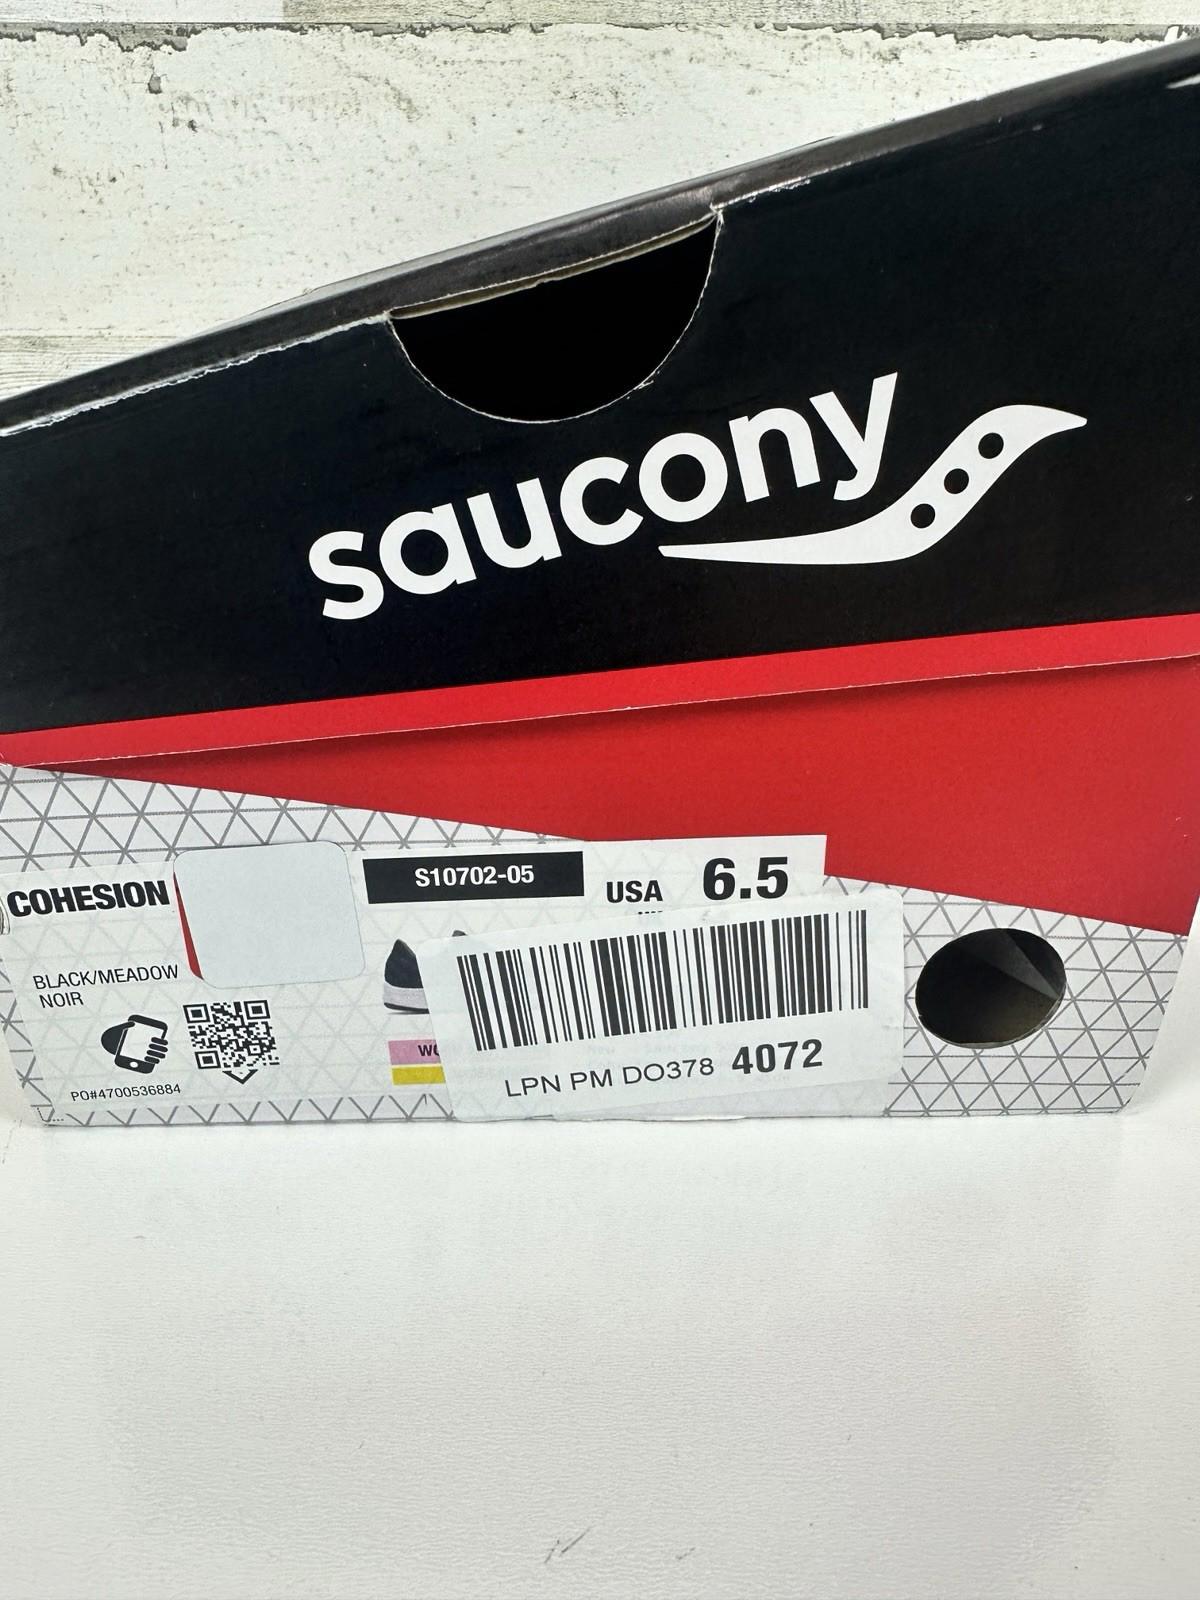 saucony
COHESION
S10702-05
USA 6.5
BLACK/MEADOW
NOIR
PO#4700536884
LPN PM DO378 4072